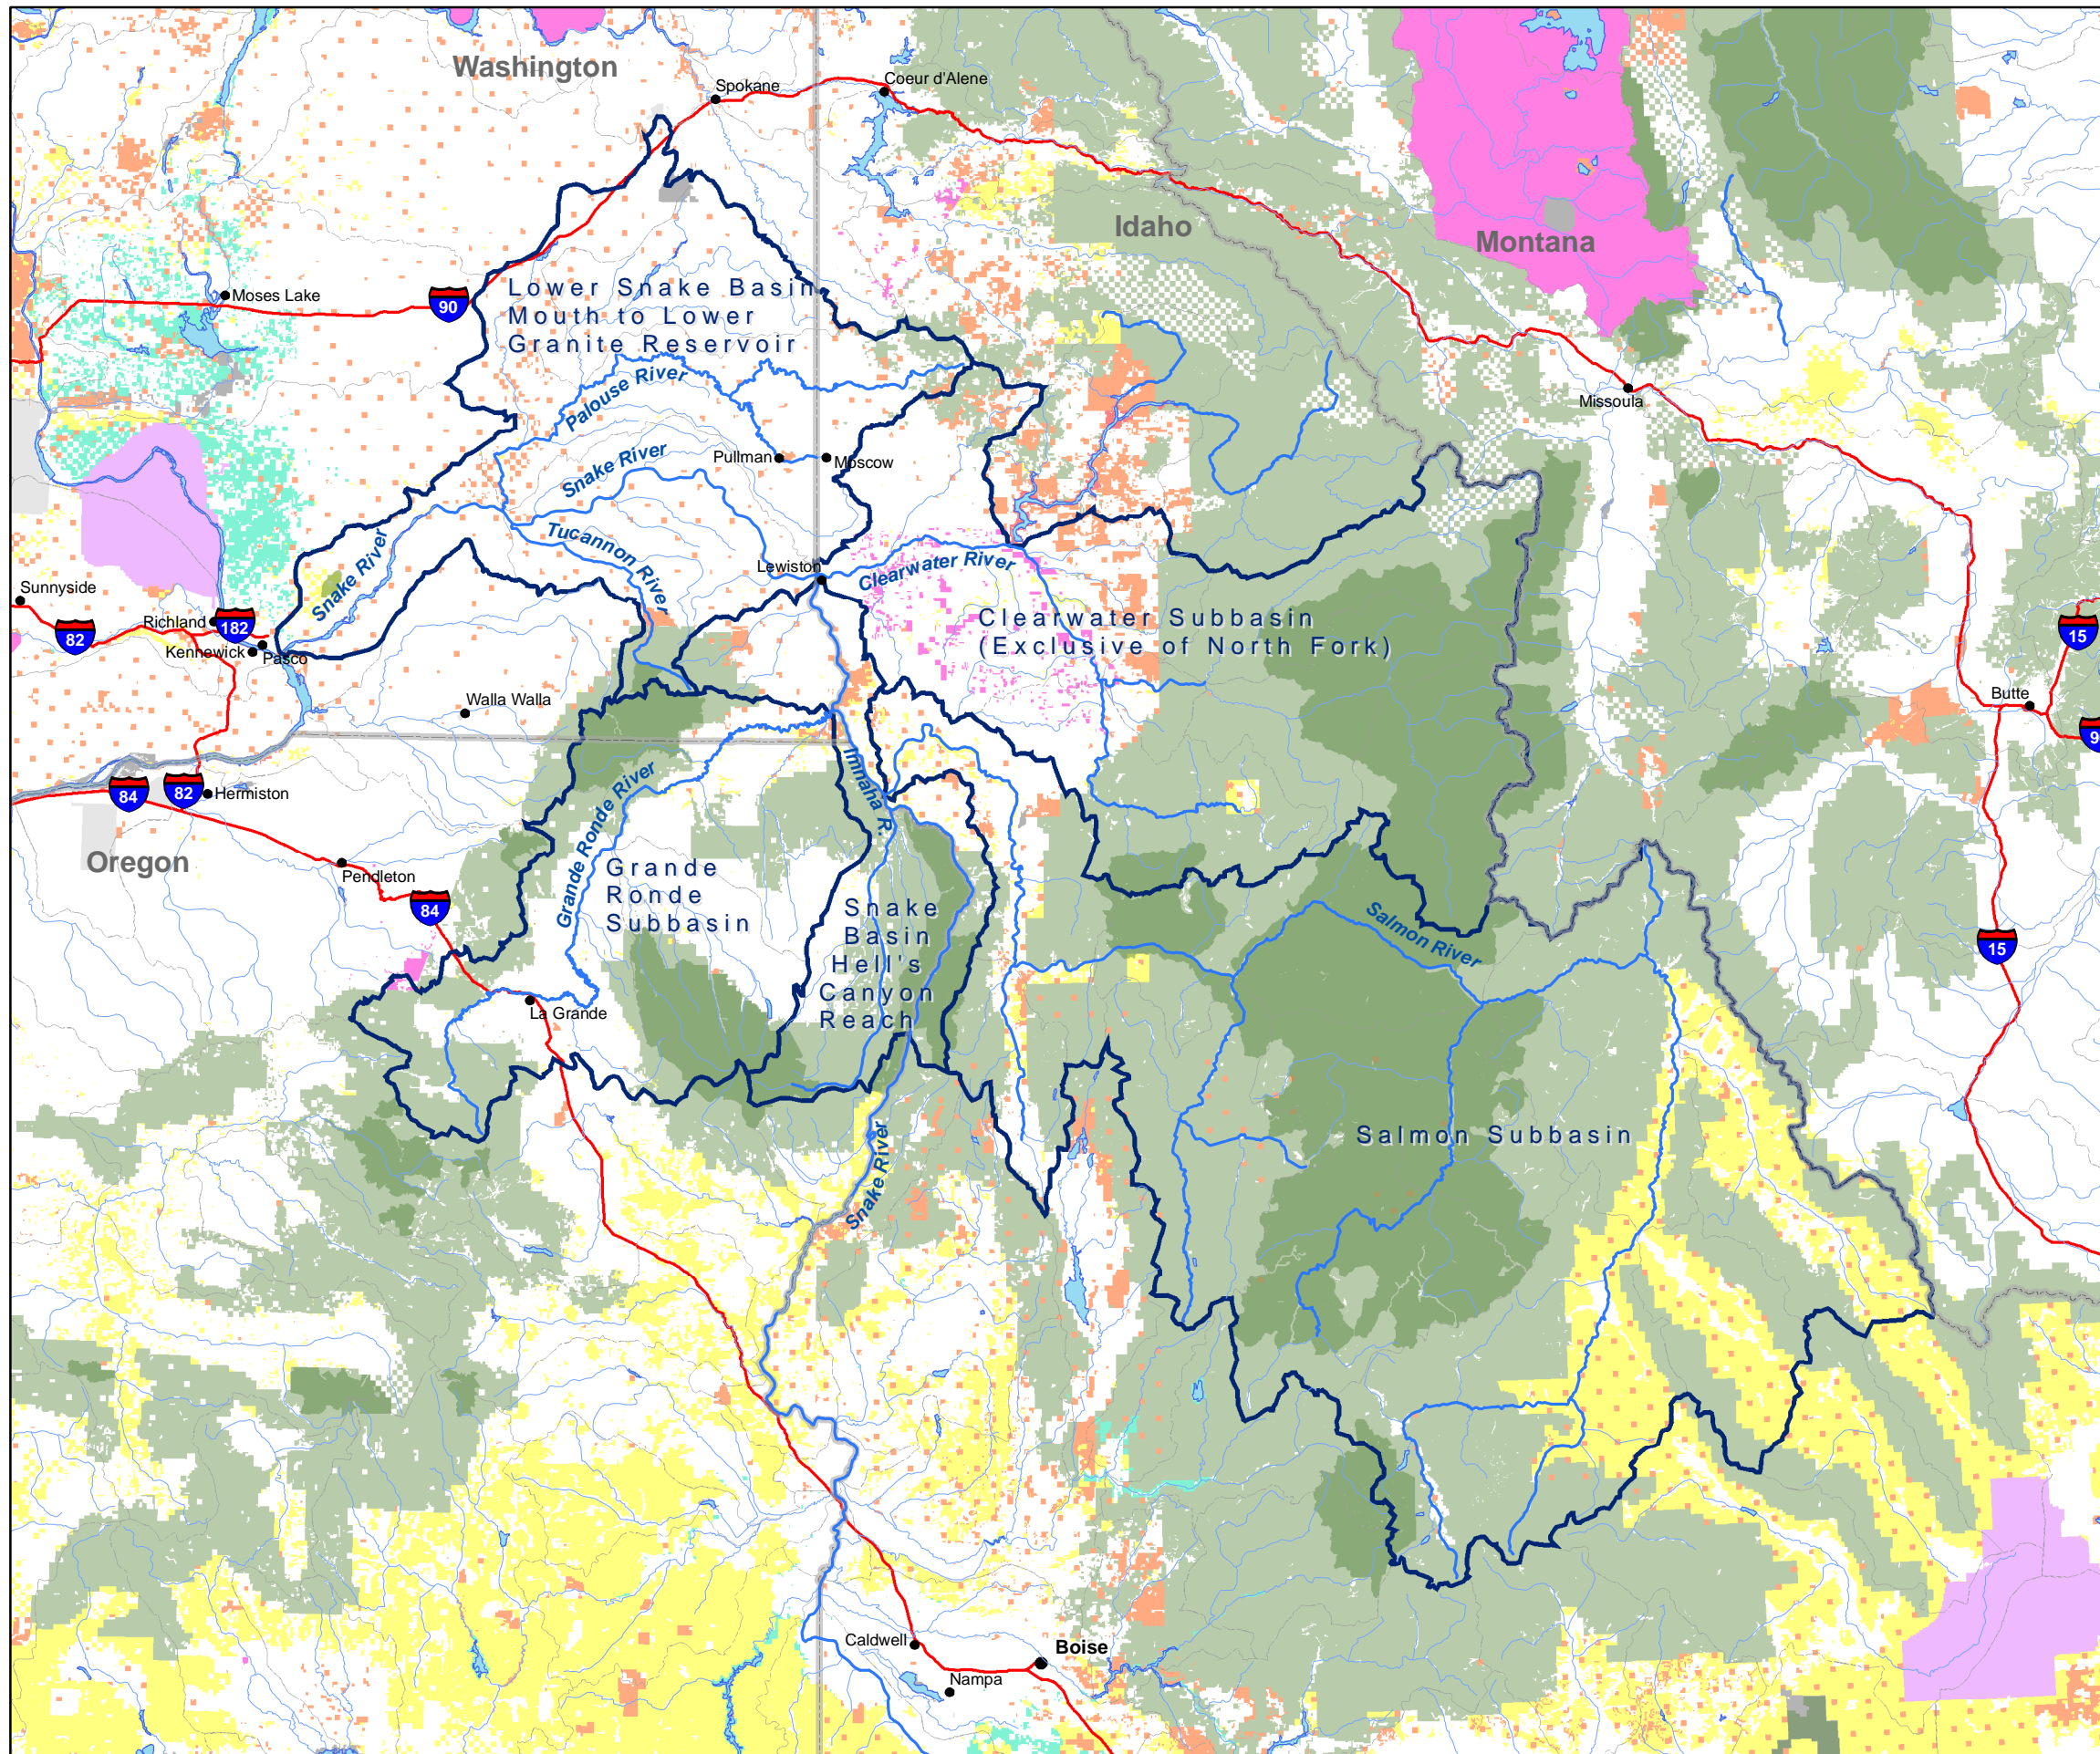 Washington
Spokane
Coeur d'Alene
Idaho
Montana
Moses Lake
90
Lower Snake Basin
Mouth to Lower
Granite Reservoir
Palouse River
Missoula
Snake River
Pullman
Moscow
Tucannon River
Lewiston
Clearwater River
Snake River
Sunnyside
Richland
182
82
Kennewick
Pasco
Clearwater Subbasin
(Exclusive of North Fork)
15
Walla Walla
Butte
9
Imnaha R.
84
82
Hermiston
Grande Ronde River
Oregon
Pendleton
84
Grande
Ronde
Subbasin
Snake
Basin
Hell's
Canyon
Reach
Salmon River
15
La Grande
Salmon Subbasin
Snake River
Caldwell
Boise
Nampa